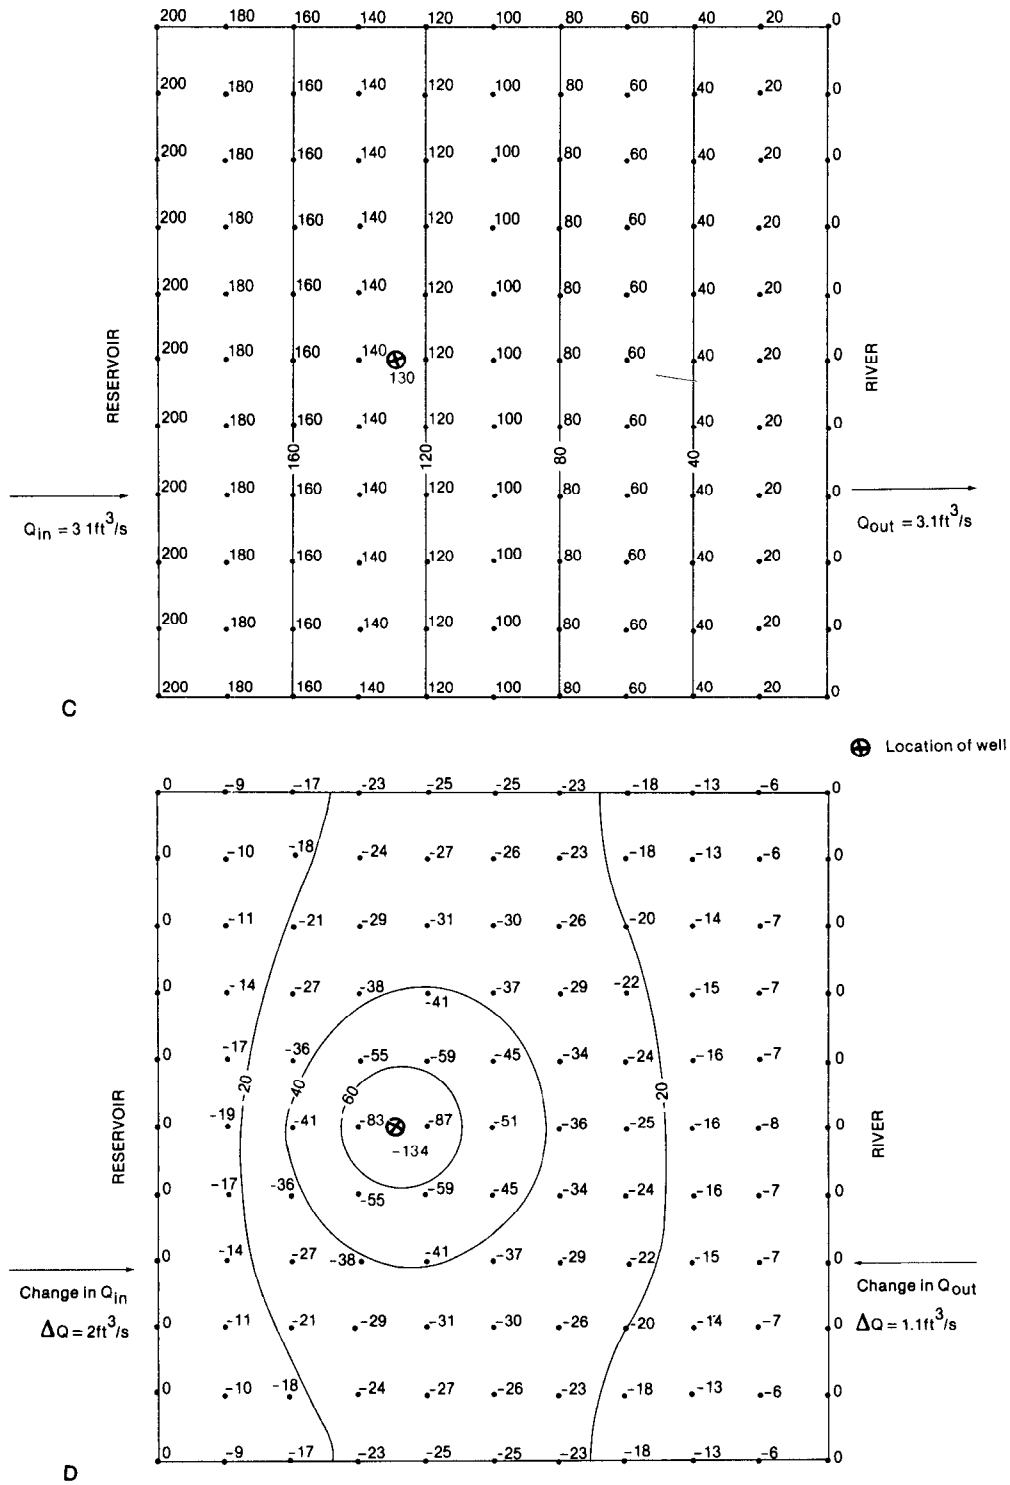 200 180 160 140 120 100 80 60 40 20 0
200 180 160 140 120 100 80 60 40 20 0
200 180 160 140 120 100 80 60 40 20 0
200 180 160 140 120 100 80 60 40 20 0
200 180 160 140 120 100 80 60 40 20 0
RESERVOIR
200 180 160 140 120 100 80 60 40 20 0
130
RIVER
200 180 160 140 120 100 80 60 40 20 0
160 120 80 40
200 180 160 140 120 100 80 60 40 20 0
Qin = 3 1ft³/s
Qout = 3.1ft³/s
200 180 160 140 120 100 80 60 40 20 0
200 180 160 140 120 100 80 60 40 20 0
200 180 160 140 120 100 80 60 40 20 0
C
Location of well
0 -9 -17 -23 -25 -25 -23 -18 -13 -6 0
0 -10 -18 -24 -27 -26 -23 -18 -13 -6 0
0 -11 -21 -29 -31 -30 -26 -20 -14 -7 0
0 -14 -27 -38 -41 -37 -29 -22 -15 -7 0
0 -17 -36 -55 -59 -45 -34 -24 -16 -7 0
-20 -40 -60 -20
RESERVOIR
0 -19 -41 -83 -87 -51 -36 -25 -16 -8 0
-134
RIVER
0 -17 -36 -55 -59 -45 -34 -24 -16 -7 0
0 -14 -27 -38 -41 -37 -29 -22 -15 -7 0
Change in Qin
ΔQ = 2ft³/s
Change in Qout
ΔQ = 1.1ft³/s
0 -11 -21 -29 -31 -30 -26 -20 -14 -7 0
0 -10 -18 -24 -27 -26 -23 -18 -13 -6 0
0 -9 -17 -23 -25 -25 -23 -18 -13 -6 0
D